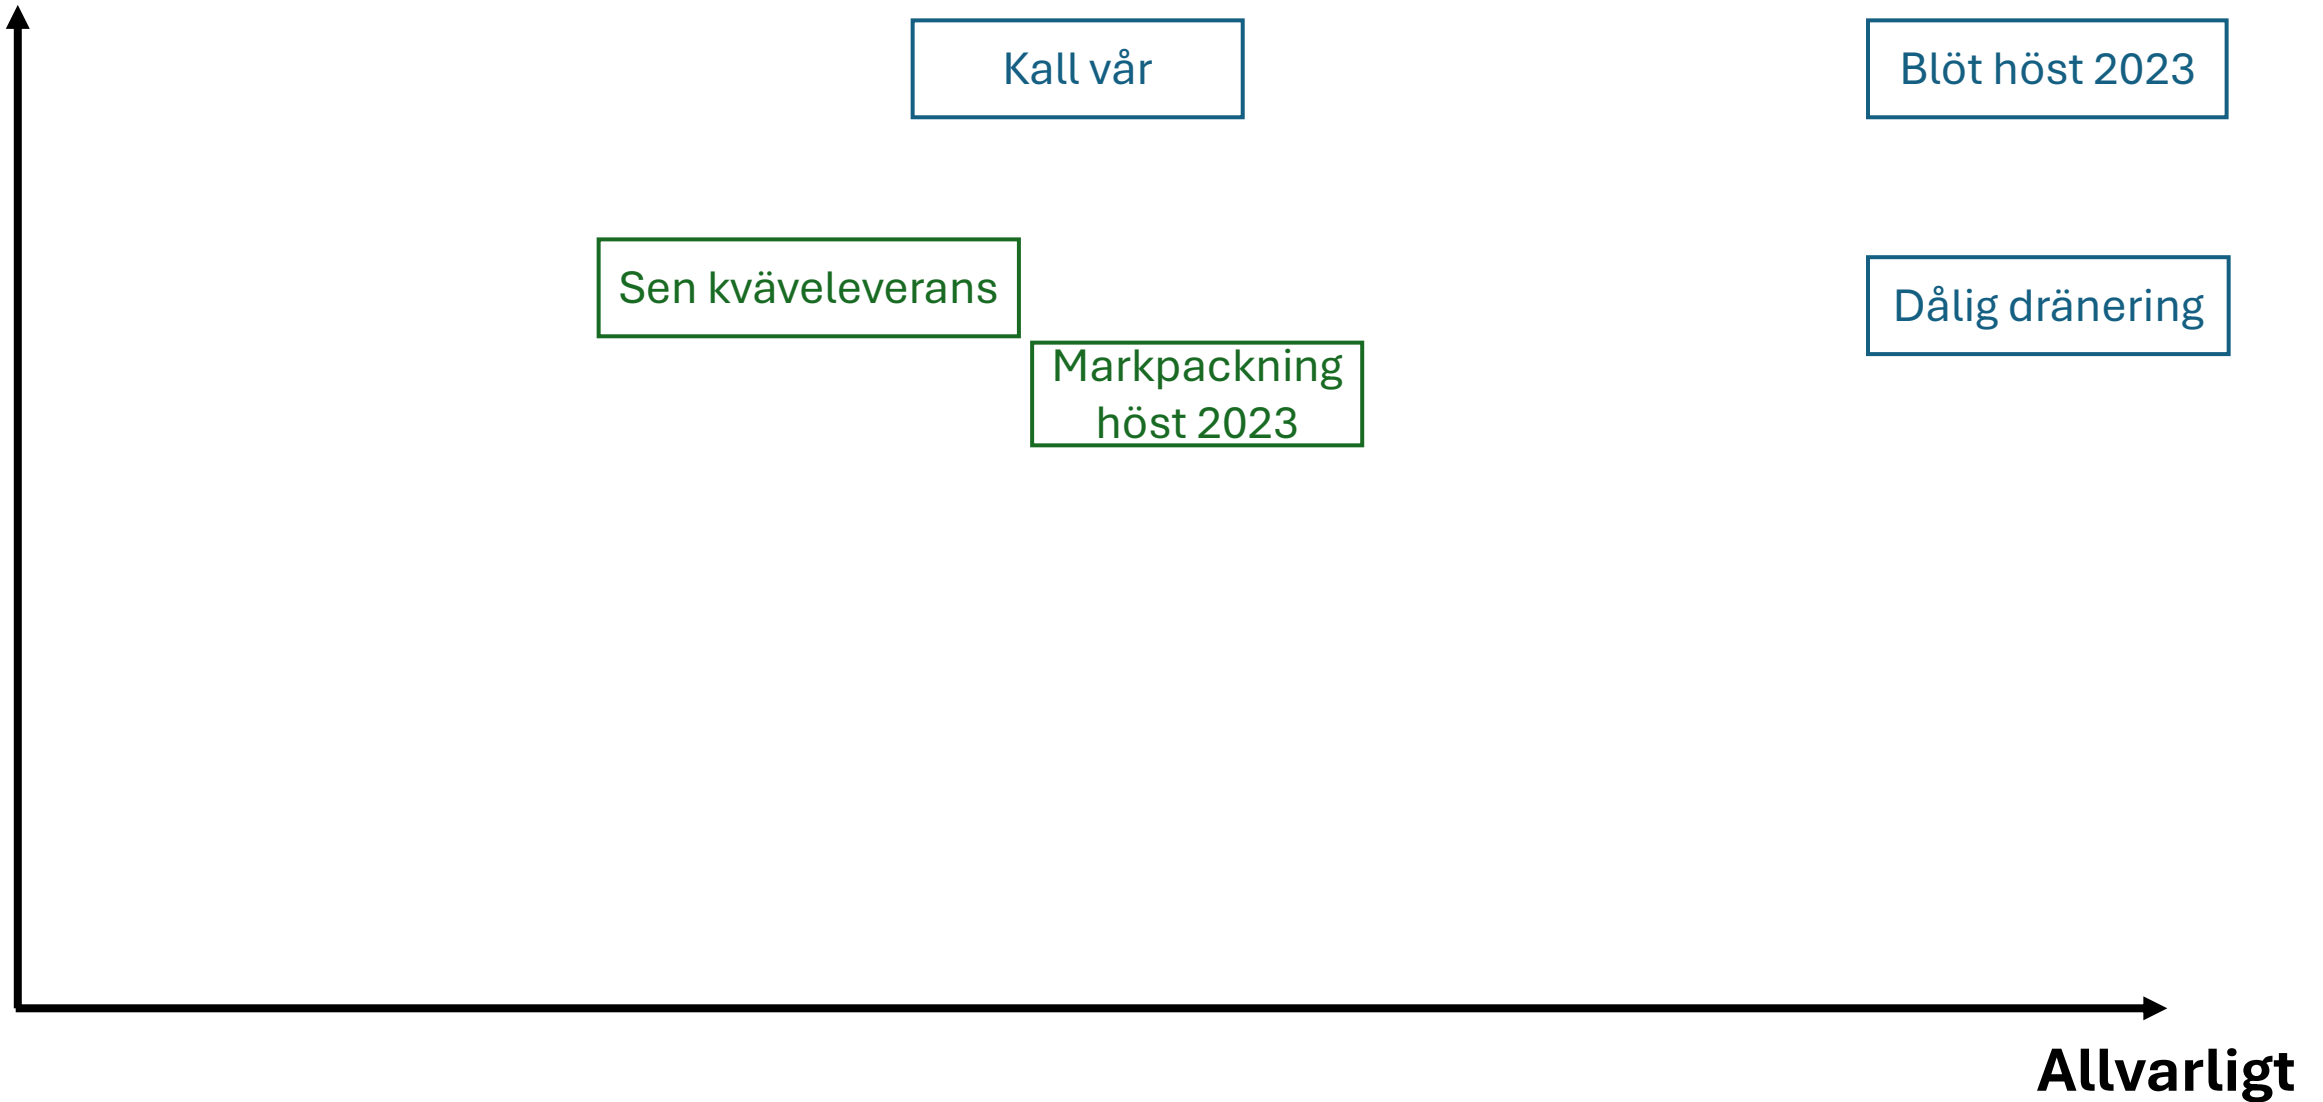 Kall vår
Blöt höst 2023
Sen kväveleverans
Dålig dränering
Markpackning
höst 2023
Allvarligt